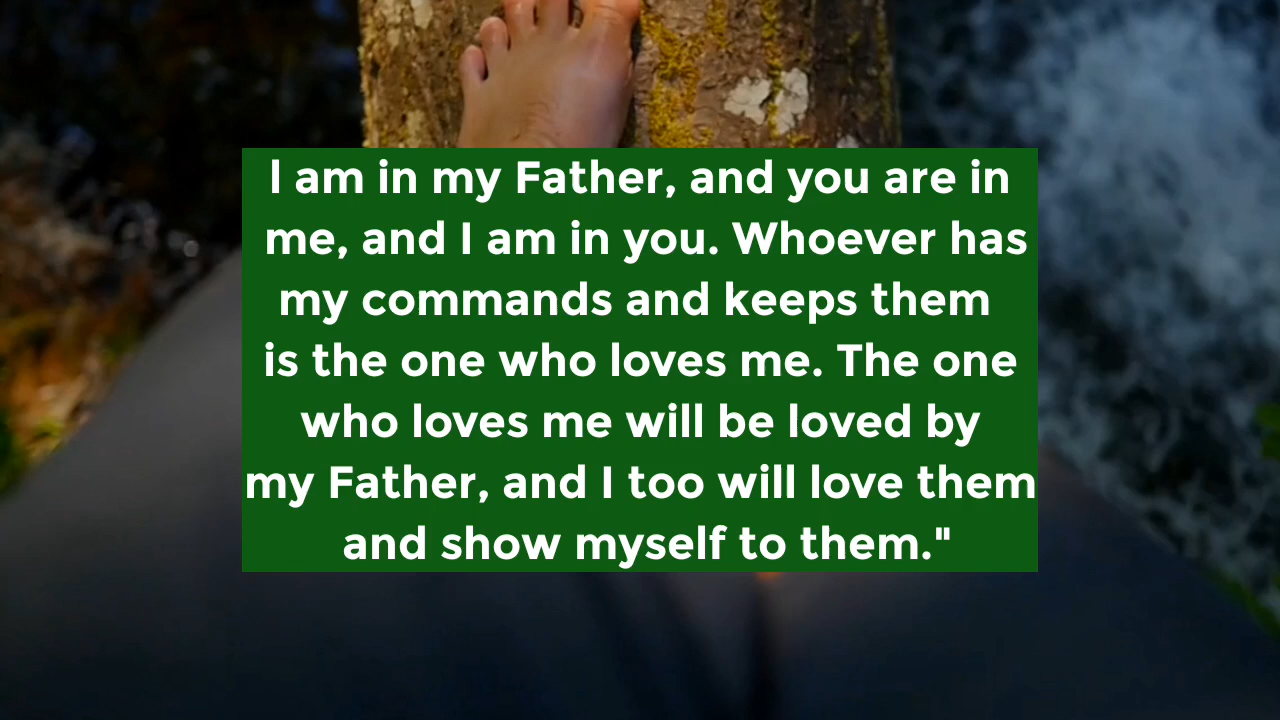 I am in my Father, and you are in
me, and I am in you. Whoever has
my commands and keeps them
is the one who loves me. The one
who loves me will be loved by
my Father, and I too will love them
and show myself to them."